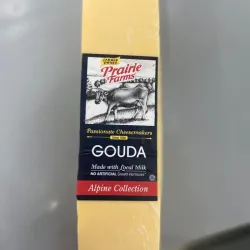 Prairie
Farms
Passionate Cheesemakers
GOUDA
Made with local Milk
NO ARTIFICIAL Growth Hormones*
Alpine Collection